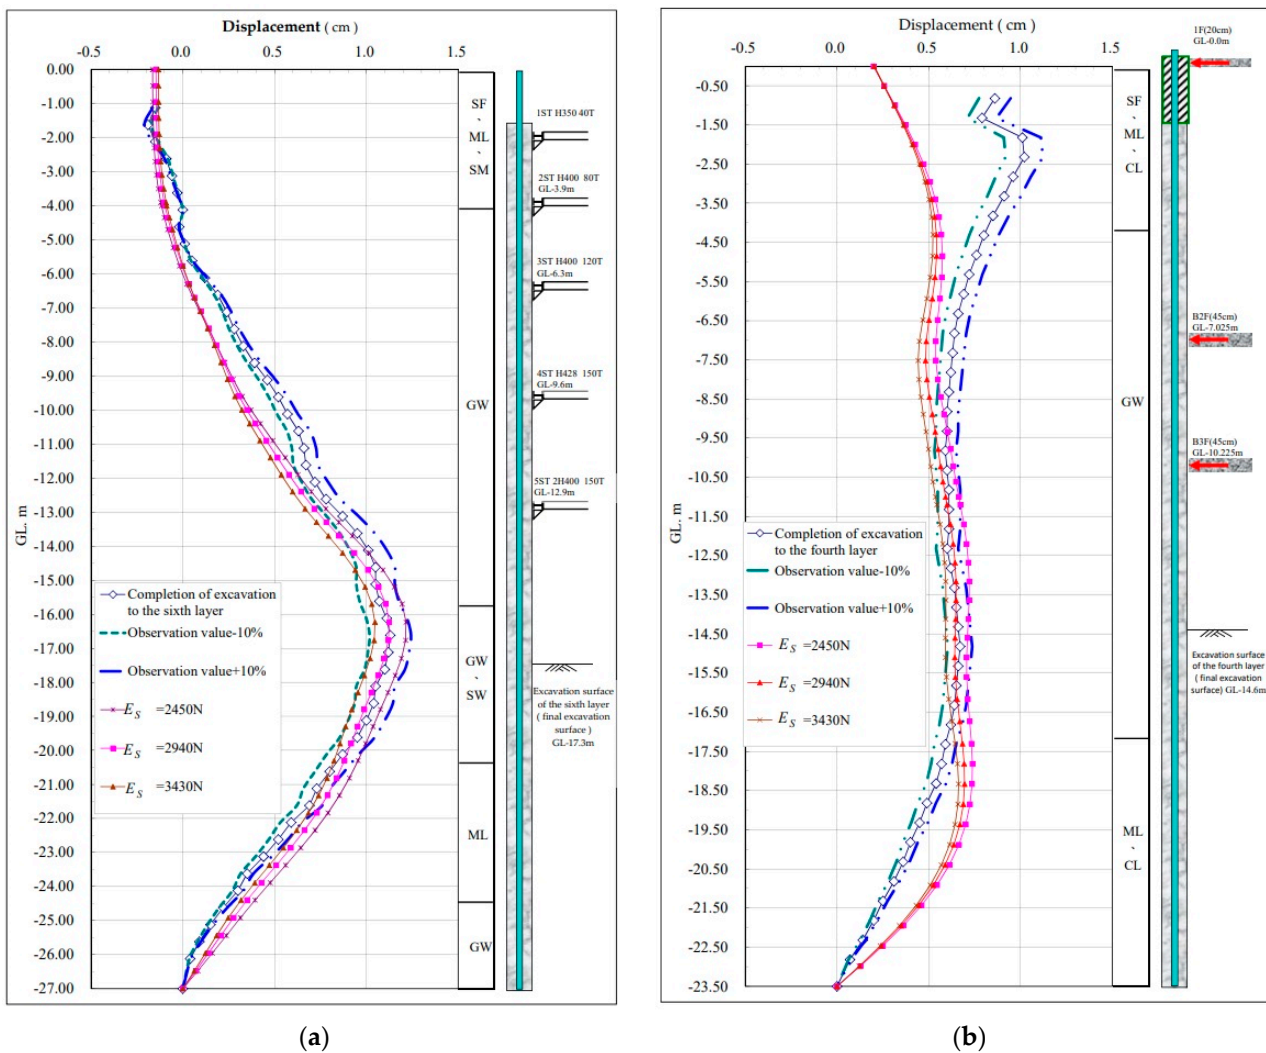 Displacement ( cm )
-0.5
0.0
0.5
1.0
1.5
0.00
-1.00
-2.00
-3.00
-4.00
-5.00
-6.00
-7.00
-8.00
-9.00
-10.00
-11.00
-12.00
-13.00
-14.00
-15.00
-16.00
-17.00
-18.00
-19.00
-20.00
-21.00
-22.00
-23.00
-24.00
-25.00
-26.00
-27.00
GL. m
Completion of excavation
to the sixth layer
Observation value-10%
Observation value+10%
E_S =2450N
E_S =2940N
E_S =3430N
SF
、
ML
、
SM
GW
GW
、
SW
ML
GW
1ST H350 40T
2ST H400 80T
GL-3.9m
3ST H400 120T
GL-6.3m
4ST H428 150T
GL-9.6m
5ST 2H400 150T
GL-12.9m
Excavation surface
of the sixth layer
( final excavation
surface )
GL-17.3m
(a)
Displacement ( cm )
-0.5
0.0
0.5
1.0
1.5
-0.50
-1.50
-2.50
-3.50
-4.50
-5.50
-6.50
-7.50
-8.50
-9.50
-10.50
-11.50
-12.50
-13.50
-14.50
-15.50
-16.50
-17.50
-18.50
-19.50
-20.50
-21.50
-22.50
-23.50
GL. m
Completion of excavation
to the fourth layer
Observation value-10%
Observation value+10%
E_S =2450N
E_S =2940N
E_S =3430N
SF
、
ML
、
CL
GW
ML
、
CL
1F(20cm)
GL-0.0m
B2F(45cm)
GL-7.025m
B3F(45cm)
GL-10.225m
Excavation surface
of the fourth layer
( final excavation
surface) GL-14.6m
(b)